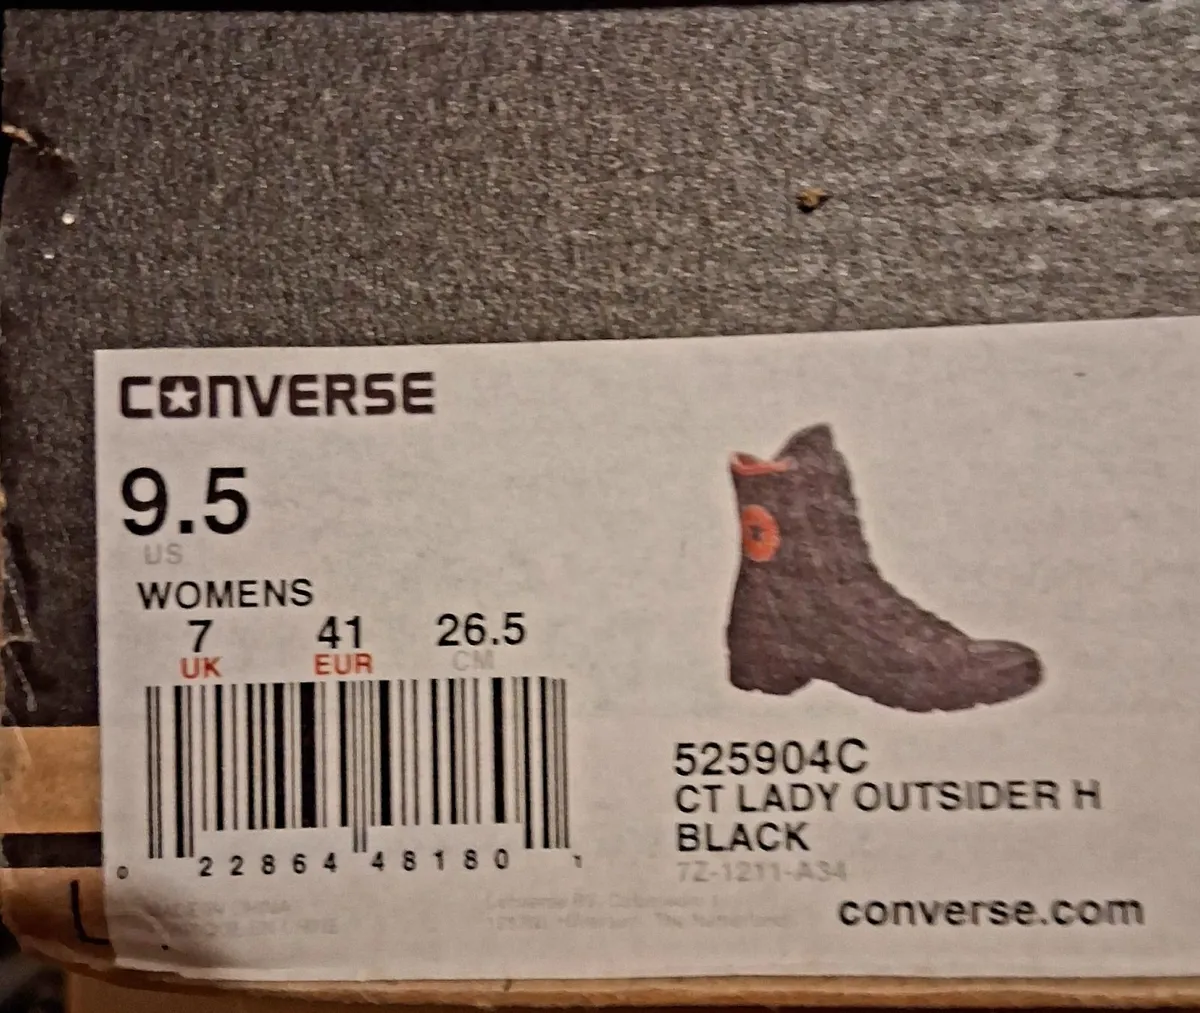 CONVERSE
9.5
US
WOMENS
7 41 26.5
UK EUR CM
0 22864 48180 1
525904C
CT LADY OUTSIDER H
BLACK
7Z-1211-A34
converse.com